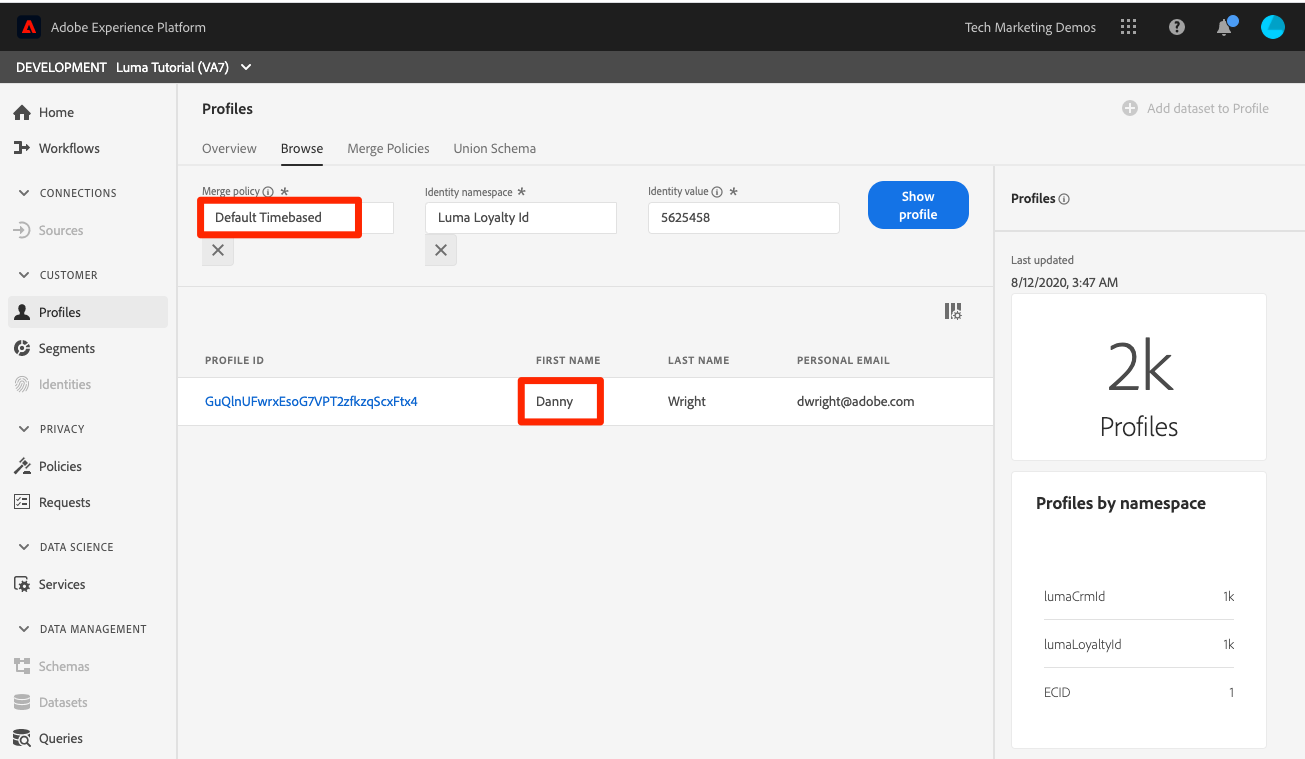 Adobe Experience Platform
Tech Marketing Demos
DEVELOPMENT Luma Tutorial (VA7)
Home
Workflows
CONNECTIONS
Sources
CUSTOMER
Profiles
Segments
Identities
PRIVACY
Policies
Requests
DATA SCIENCE
Services
DATA MANAGEMENT
Schemas
Datasets
Queries
Profiles
Add dataset to Profile
Overview Browse Merge Policies Union Schema
Merge policy *
Default Timebased
Identity namespace *
Luma Loyalty Id
Identity value *
5625458
Show
profile
PROFILE ID FIRST NAME LAST NAME PERSONAL EMAIL
GuQlnUFwrxEsoG7VPT2zfkzqScxFtx4 Danny Wright dwright@adobe.com
Profiles
Last updated
8/12/2020, 3:47 AM
2k
Profiles
Profiles by namespace
lumaCrmId 1k
lumaLoyaltyId 1k
ECID 1